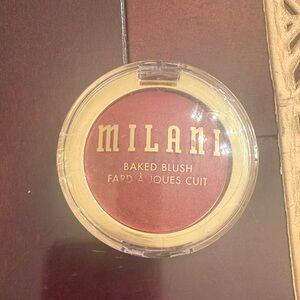 MILANI
BAKED BLUSH
FARD À JOUES CUIT